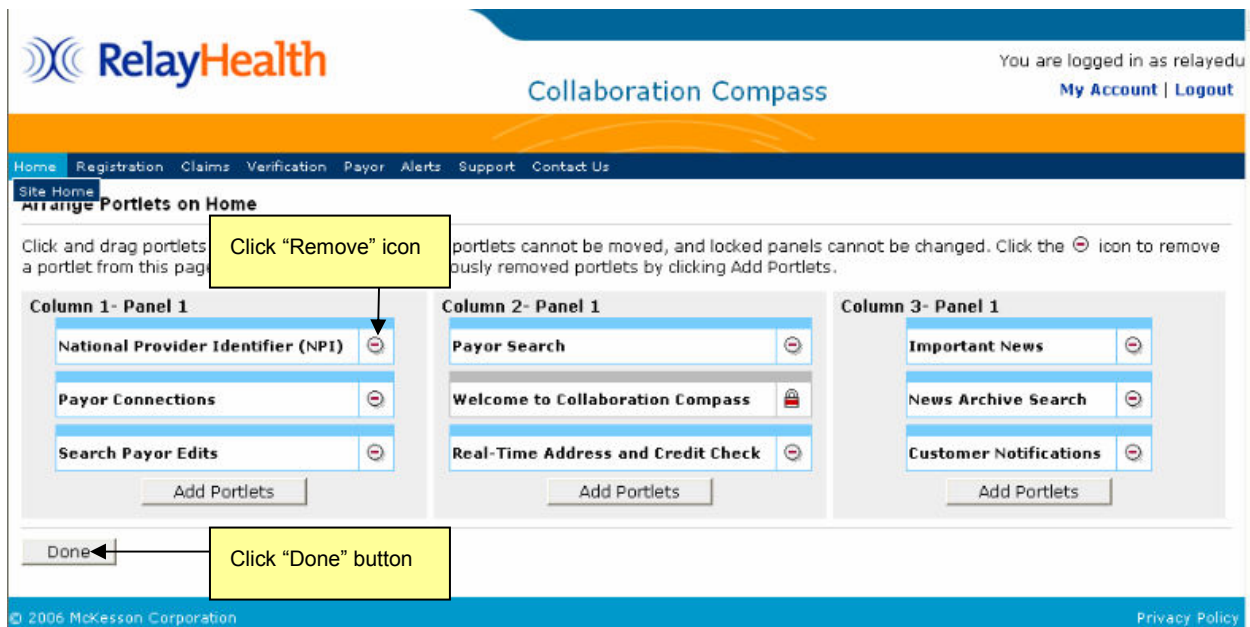 RelayHealth
You are logged in as relayedu
Collaboration Compass
My Account | Logout
Home Registration Claims Verification Payor Alerts Support Contact Us
Site Home
Arrange Portlets on Home
Click and drag portlets
Click “Remove” icon
portlets cannot be moved, and locked panels cannot be changed. Click the icon to remove
a portlet from this page
ously removed portlets by clicking Add Portlets.
Column 1- Panel 1
National Provider Identifier (NPI)
Payor Connections
Search Payor Edits
Add Portlets
Column 2- Panel 1
Payor Search
Welcome to Collaboration Compass
Real-Time Address and Credit Check
Add Portlets
Column 3- Panel 1
Important News
News Archive Search
Customer Notifications
Add Portlets
Done
Click “Done” button
© 2006 McKesson Corporation
Privacy Policy